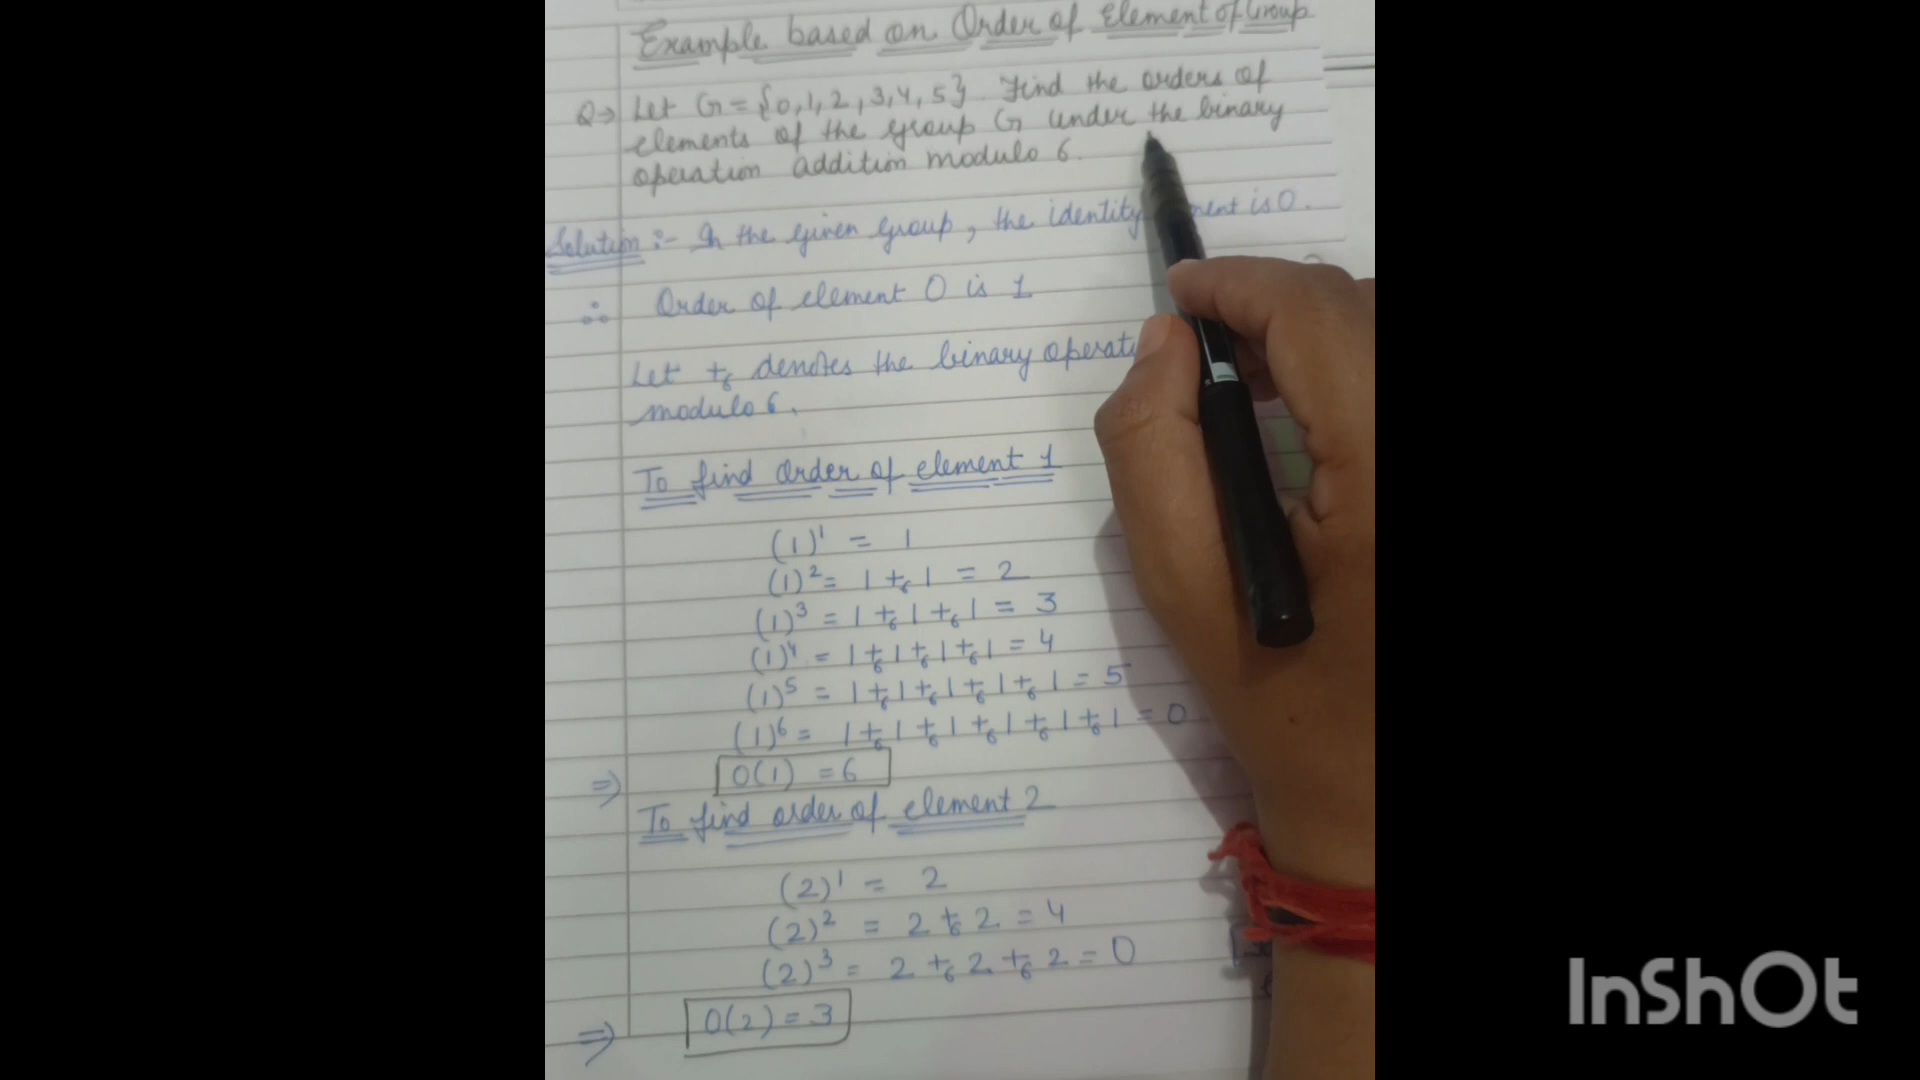 Example based on Order of Element of Group
Q→ Let G = {0,1,2,3,4,5} Find the orders of
elements of the group G under the binary
operation addition modulo 6.
Solution :- In the given group, the identity is 0.
∴ Order of element 0 is 1
Let +₆ denotes the binary
modulo 6.
To find order of element 1
(1)¹ = 1
(1)² = 1 +₆ 1 = 2
(1)³ = 1 +₆ 1 +₆ 1 = 3
(1)⁴ = 1 +₆ 1 +₆ 1 +₆ 1 = 4
(1)⁵ = 1 +₆ 1 +₆ 1 +₆ 1 +₆ 1 = 5
(1)⁶ = 1 +₆ 1 +₆ 1 +₆ 1 +₆ 1 +₆ 1 = 0
⇒ O(1) = 6
To find order of element 2
(2)¹ = 2
(2)² = 2 +₆ 2 = 4
(2)³ = 2 +₆ 2 +₆ 2 = 0
⇒ O(2) = 3
InShOt